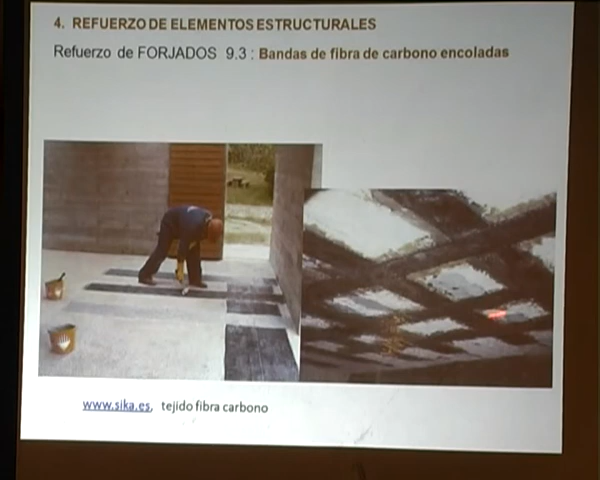 4. REFUERZO DE ELEMENTOS ESTRUCTURALES
Refuerzo de FORJADOS 9.3 : Bandas de fibra de carbono encoladas
www.sika.es, tejido fibra carbono